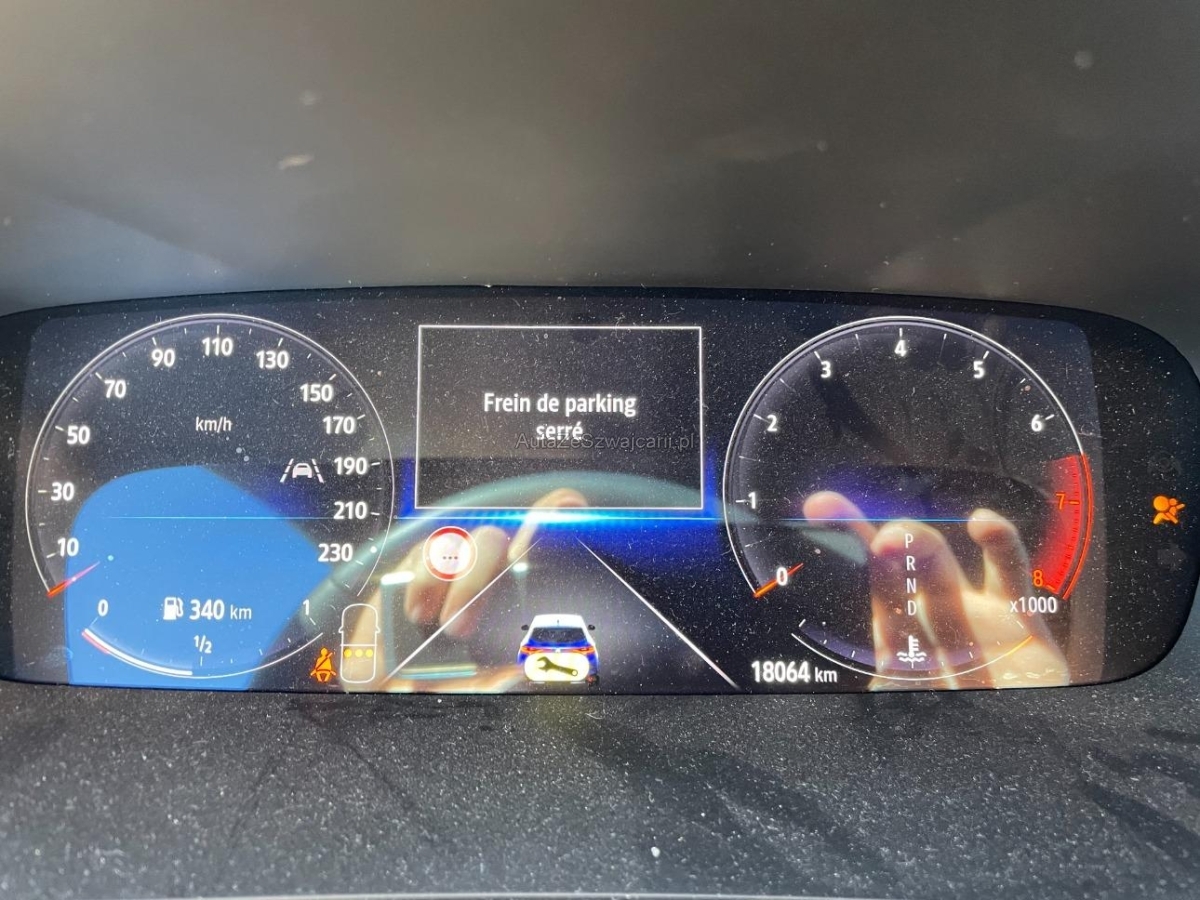 10
30
50
70
90
110
130
150
170
190
210
230
km/h
0
340 km
1
1/2
Frein de parking
serré
AutaZeSzwajcarii.pl
0
1
2
3
4
5
6
7
8
x1000
P
R
N
D
18064 km